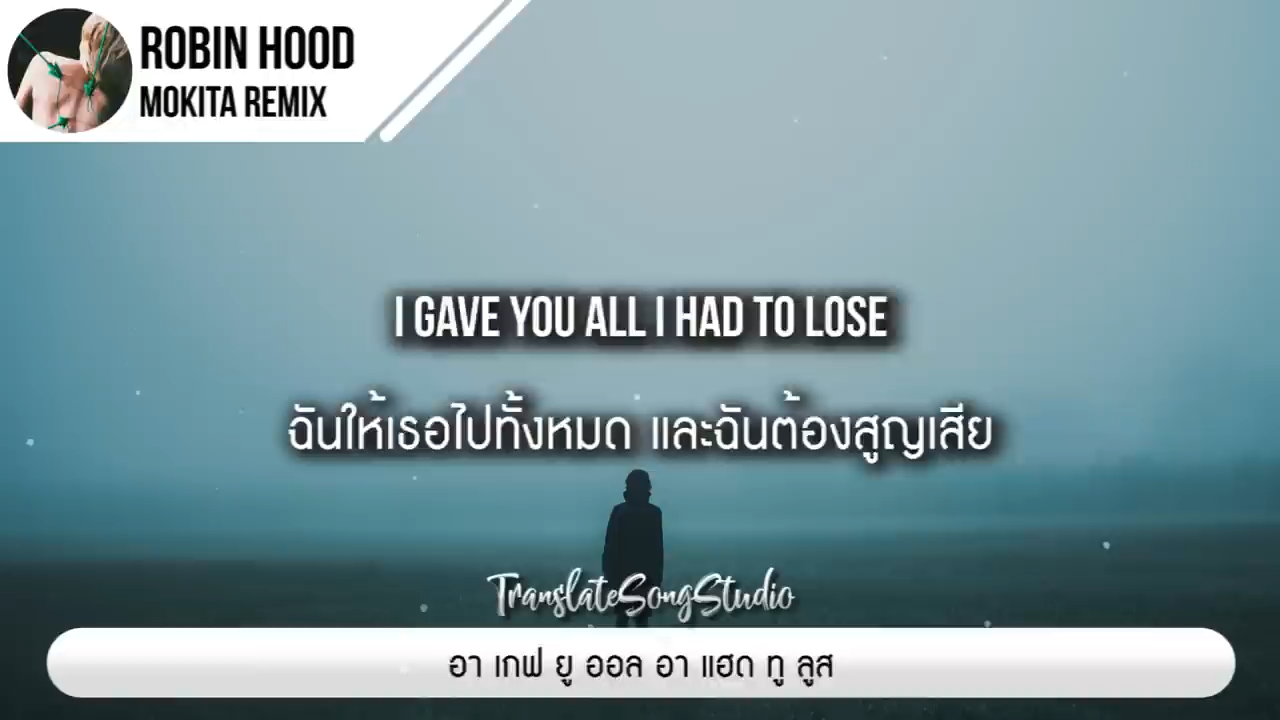 ROBIN HOOD
MOKITA REMIX
I GAVE YOU ALL I HAD TO LOSE
ฉันให้เธอไปทั้งหมด และฉันต้องสูญเสีย
TranslateSongStudio
อา เกฟ ยู ออล อา แฮด ทู ลูส